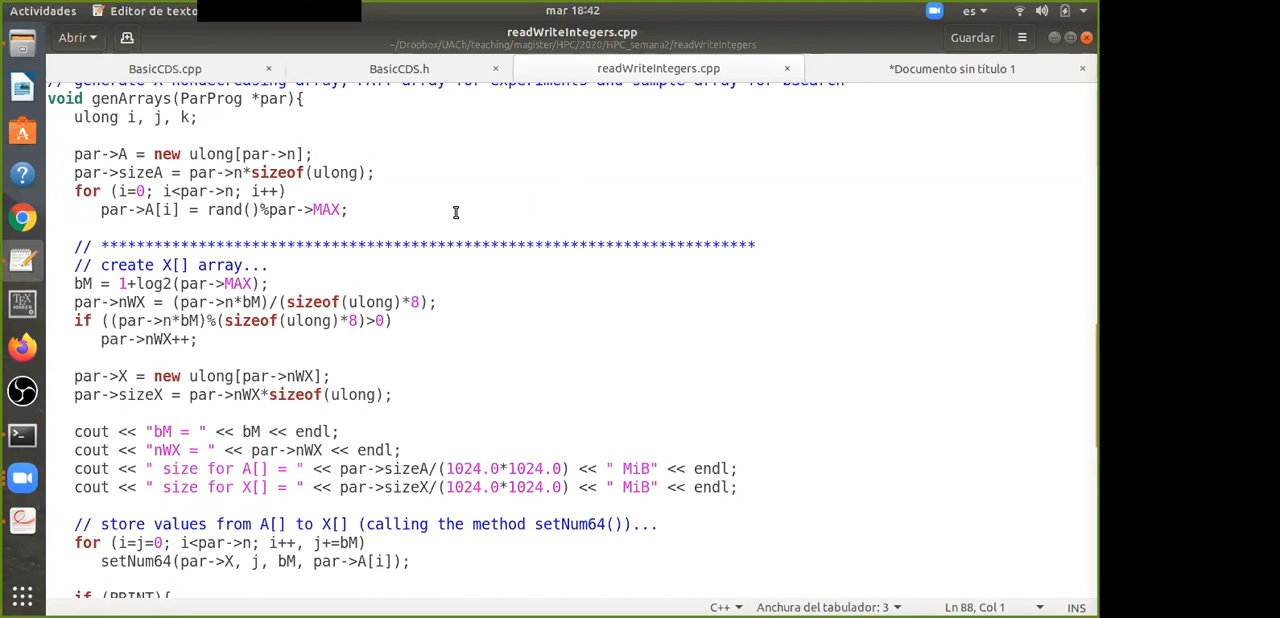 Actividades Editor de texto mar 18:42 es
Abrir readWriteIntegers.cpp Guardar
~/Dropbox/UACh/teaching/magister/HPC/2020/HPC_semana2/readWriteIntegers
BasicCDS.cpp × BasicCDS.h × readWriteIntegers.cpp × *Documento sin título 1 ×
void genArrays(ParProg *par){
ulong i, j, k;
par->A = new ulong[par->n];
par->sizeA = par->n*sizeof(ulong);
for (i=0; i<par->n; i++)
par->A[i] = rand()%par->MAX;
// **************************************************************************
// create X[] array...
bM = 1+log2(par->MAX);
par->nWX = (par->n*bM)/(sizeof(ulong)*8);
if ((par->n*bM)%(sizeof(ulong)*8)>0)
par->nWX++;
par->X = new ulong[par->nWX];
par->sizeX = par->nWX*sizeof(ulong);
cout << "bM = " << bM << endl;
cout << "nWX = " << par->nWX << endl;
cout << " size for A[] = " << par->sizeA/(1024.0*1024.0) << " MiB" << endl;
cout << " size for X[] = " << par->sizeX/(1024.0*1024.0) << " MiB" << endl;
// store values from A[] to X[] (calling the method setNum64())...
for (i=j=0; i<par->n; i++, j+=bM)
setNum64(par->X, j, bM, par->A[i]);
if (PRINT){
C++ Anchura del tabulador: 3 Ln 88, Col 1 INS